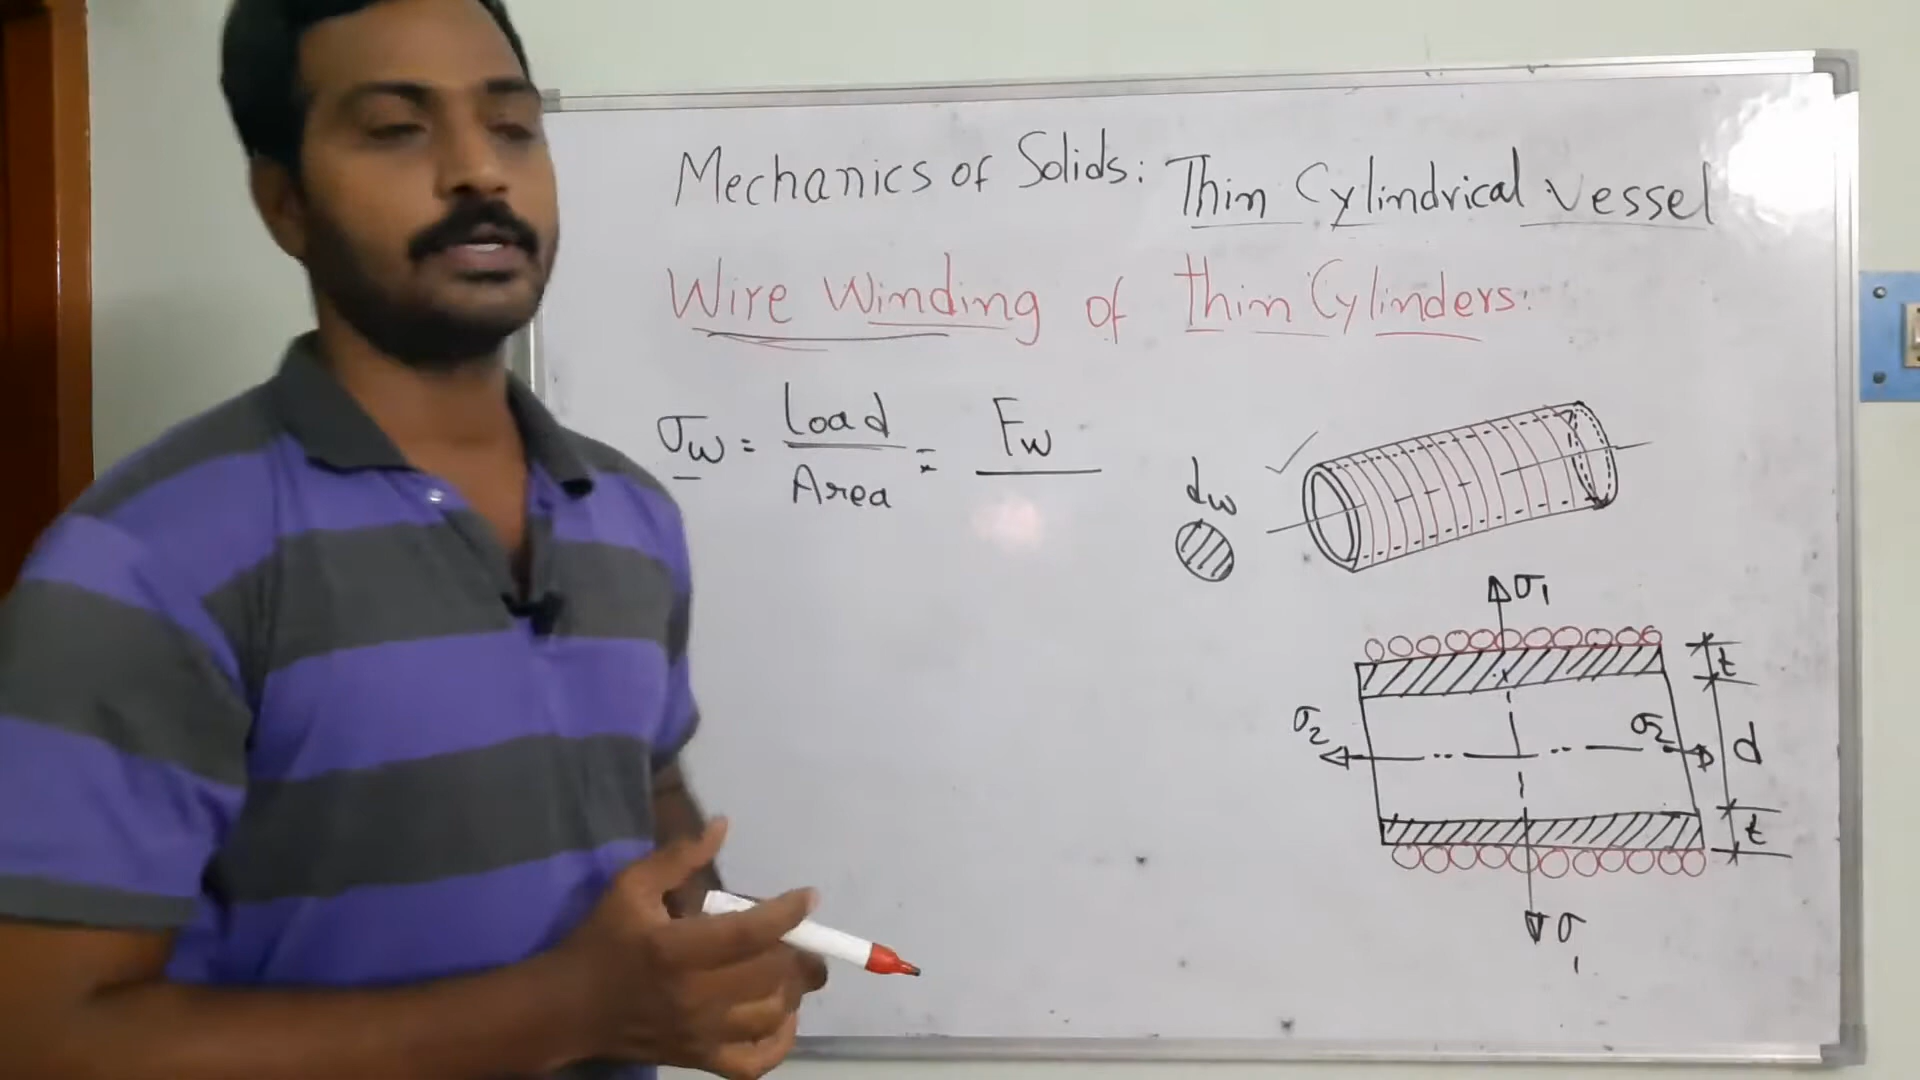 Mechanics of Solids: Thin Cylindrical Vessel
Wire Winding of thin Cylinders:
σw = Load / Area = Fw
dw
σ1
t
σ2
σ2
d
t
σ1